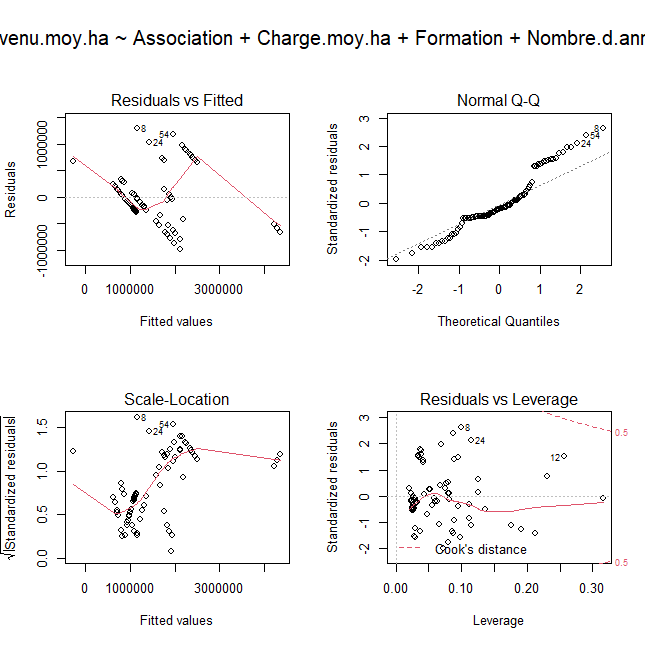 venu.moy.ha ~ Association + Charge.moy.ha + Formation + Nombre.d.anr
Residuals vs Fitted
Residuals
1000000
0
-1000000
8
54
24
0 1000000 3000000
Fitted values
Normal Q-Q
Standardized residuals
3
2
1
0
-1
-2
8
54
24
-2 -1 0 1 2
Theoretical Quantiles
Scale-Location
√|Standardized residuals|
1.5
1.0
0.5
0.0
8
54
24
0 1000000 3000000
Fitted values
Residuals vs Leverage
Standardized residuals
3
2
1
0
-1
-2
8
24
12
0.5
0.5
Cook's distance
0.00 0.10 0.20 0.30
Leverage